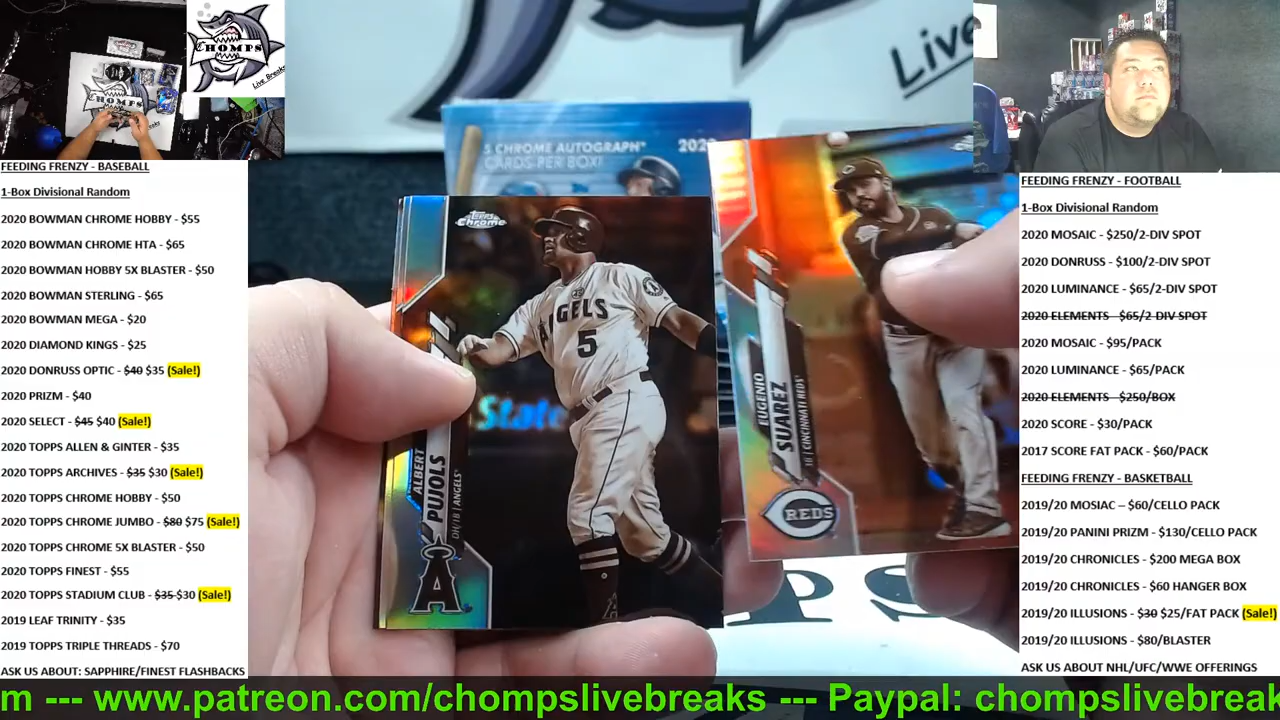 CHOMPS
Live Breaks
Live
FEEDING FRENZY - BASEBALL
1-Box Divisional Random
2020 BOWMAN CHROME HOBBY - $55
2020 BOWMAN CHROME HTA - $65
2020 BOWMAN HOBBY 5X BLASTER - $50
2020 BOWMAN STERLING - $65
2020 BOWMAN MEGA - $20
2020 DIAMOND KINGS - $25
2020 DONRUSS OPTIC - $40 $35 (Sale!)
2020 PRIZM - $40
2020 SELECT - $45 $40 (Sale!)
2020 TOPPS ALLEN & GINTER - $35
2020 TOPPS ARCHIVES - $35 $30 (Sale!)
2020 TOPPS CHROME HOBBY - $50
2020 TOPPS CHROME JUMBO - $80 $75 (Sale!)
2020 TOPPS CHROME 5X BLASTER - $50
2020 TOPPS FINEST - $55
2020 TOPPS STADIUM CLUB - $35 $30 (Sale!)
2019 LEAF TRINITY - $35
2019 TOPPS TRIPLE THREADS - $70
ASK US ABOUT: SAPPHIRE/FINEST FLASHBACKS
5 CHROME AUTOGRAPH
CARDS PER BOX!
202
Topps
Chrome
ANGELS
5
State
ALBERT
PUJOLS
DH/1B | ANGELS
A
EUGENIO
SUAREZ
3B | CINCINNATI REDS
REDS
FEEDING FRENZY - FOOTBALL
1-Box Divisional Random
2020 MOSAIC - $250/2-DIV SPOT
2020 DONRUSS - $100/2-DIV SPOT
2020 LUMINANCE - $65/2-DIV SPOT
2020 ELEMENTS - $65/2-DIV SPOT
2020 MOSAIC - $95/PACK
2020 LUMINANCE - $65/PACK
2020 ELEMENTS - $250/BOX
2020 SCORE - $30/PACK
2017 SCORE FAT PACK - $60/PACK
FEEDING FRENZY - BASKETBALL
2019/20 MOSIAC – $60/CELLO PACK
2019/20 PANINI PRIZM - $130/CELLO PACK
2019/20 CHRONICLES - $200 MEGA BOX
2019/20 CHRONICLES - $60 HANGER BOX
2019/20 ILLUSIONS - $30 $25/FAT PACK (Sale!)
2019/20 ILLUSIONS - $80/BLASTER
ASK US ABOUT NHL/UFC/WWE OFFERINGS
m --- www.patreon.com/chompslivebreaks --- Paypal: chompslivebreak